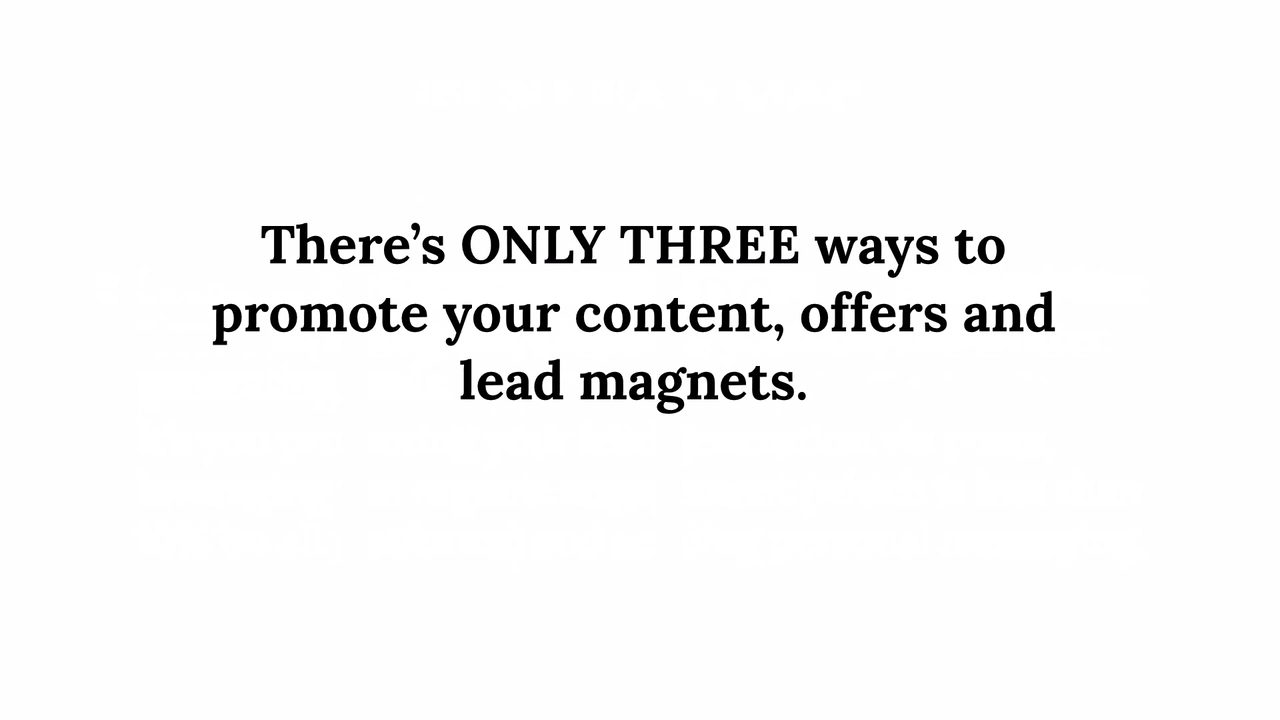 There’s ONLY THREE ways to
promote your content, offers and
lead magnets.